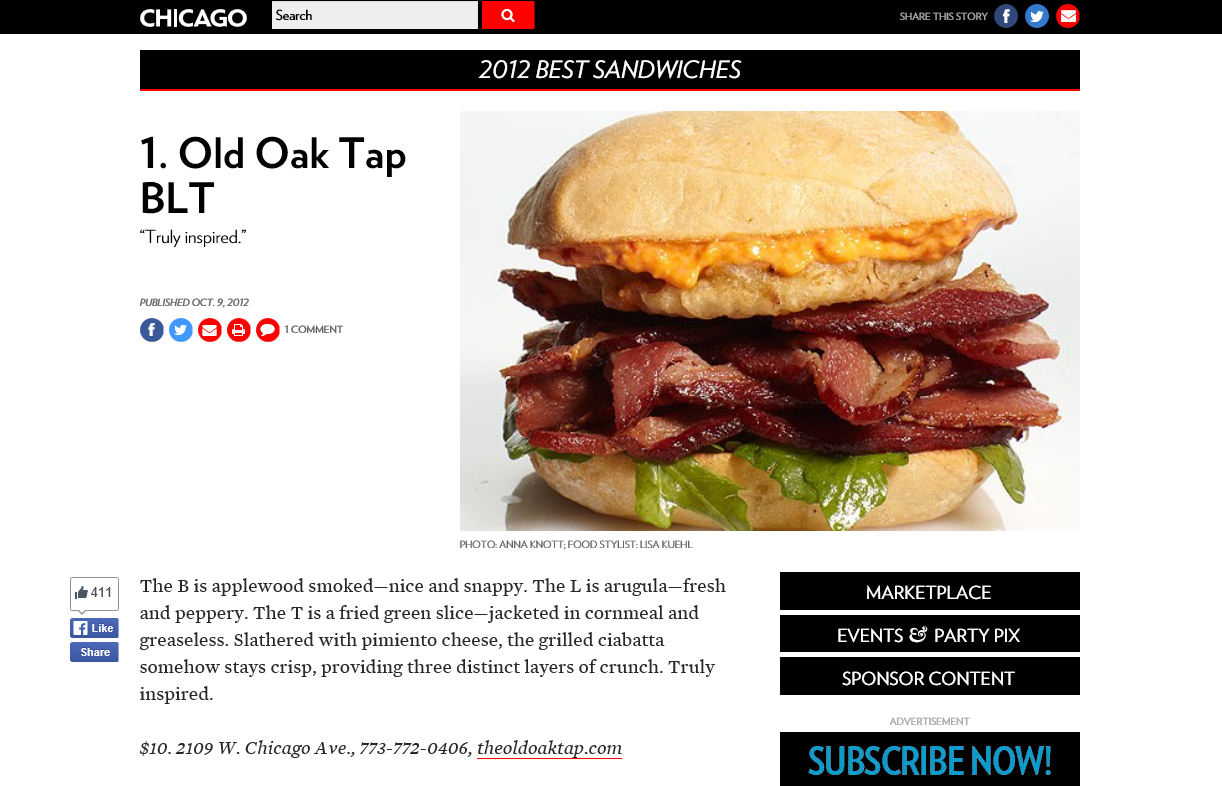 CHICAGO
Search
SHARE THIS STORY
2012 BEST SANDWICHES
1. Old Oak Tap
BLT
“Truly inspired.”
PUBLISHED OCT. 9, 2012
1 COMMENT
PHOTO: ANNA KNOTT; FOOD STYLIST: LISA KUEHL
411
Like
Share
The B is applewood smoked—nice and snappy. The L is arugula—fresh
and peppery. The T is a fried green slice—jacketed in cornmeal and
greaseless. Slathered with pimiento cheese, the grilled ciabatta
somehow stays crisp, providing three distinct layers of crunch. Truly
inspired.
$10. 2109 W. Chicago Ave., 773-772-0406, theoldoaktap.com
MARKETPLACE
EVENTS & PARTY PIX
SPONSOR CONTENT
ADVERTISEMENT
SUBSCRIBE NOW!